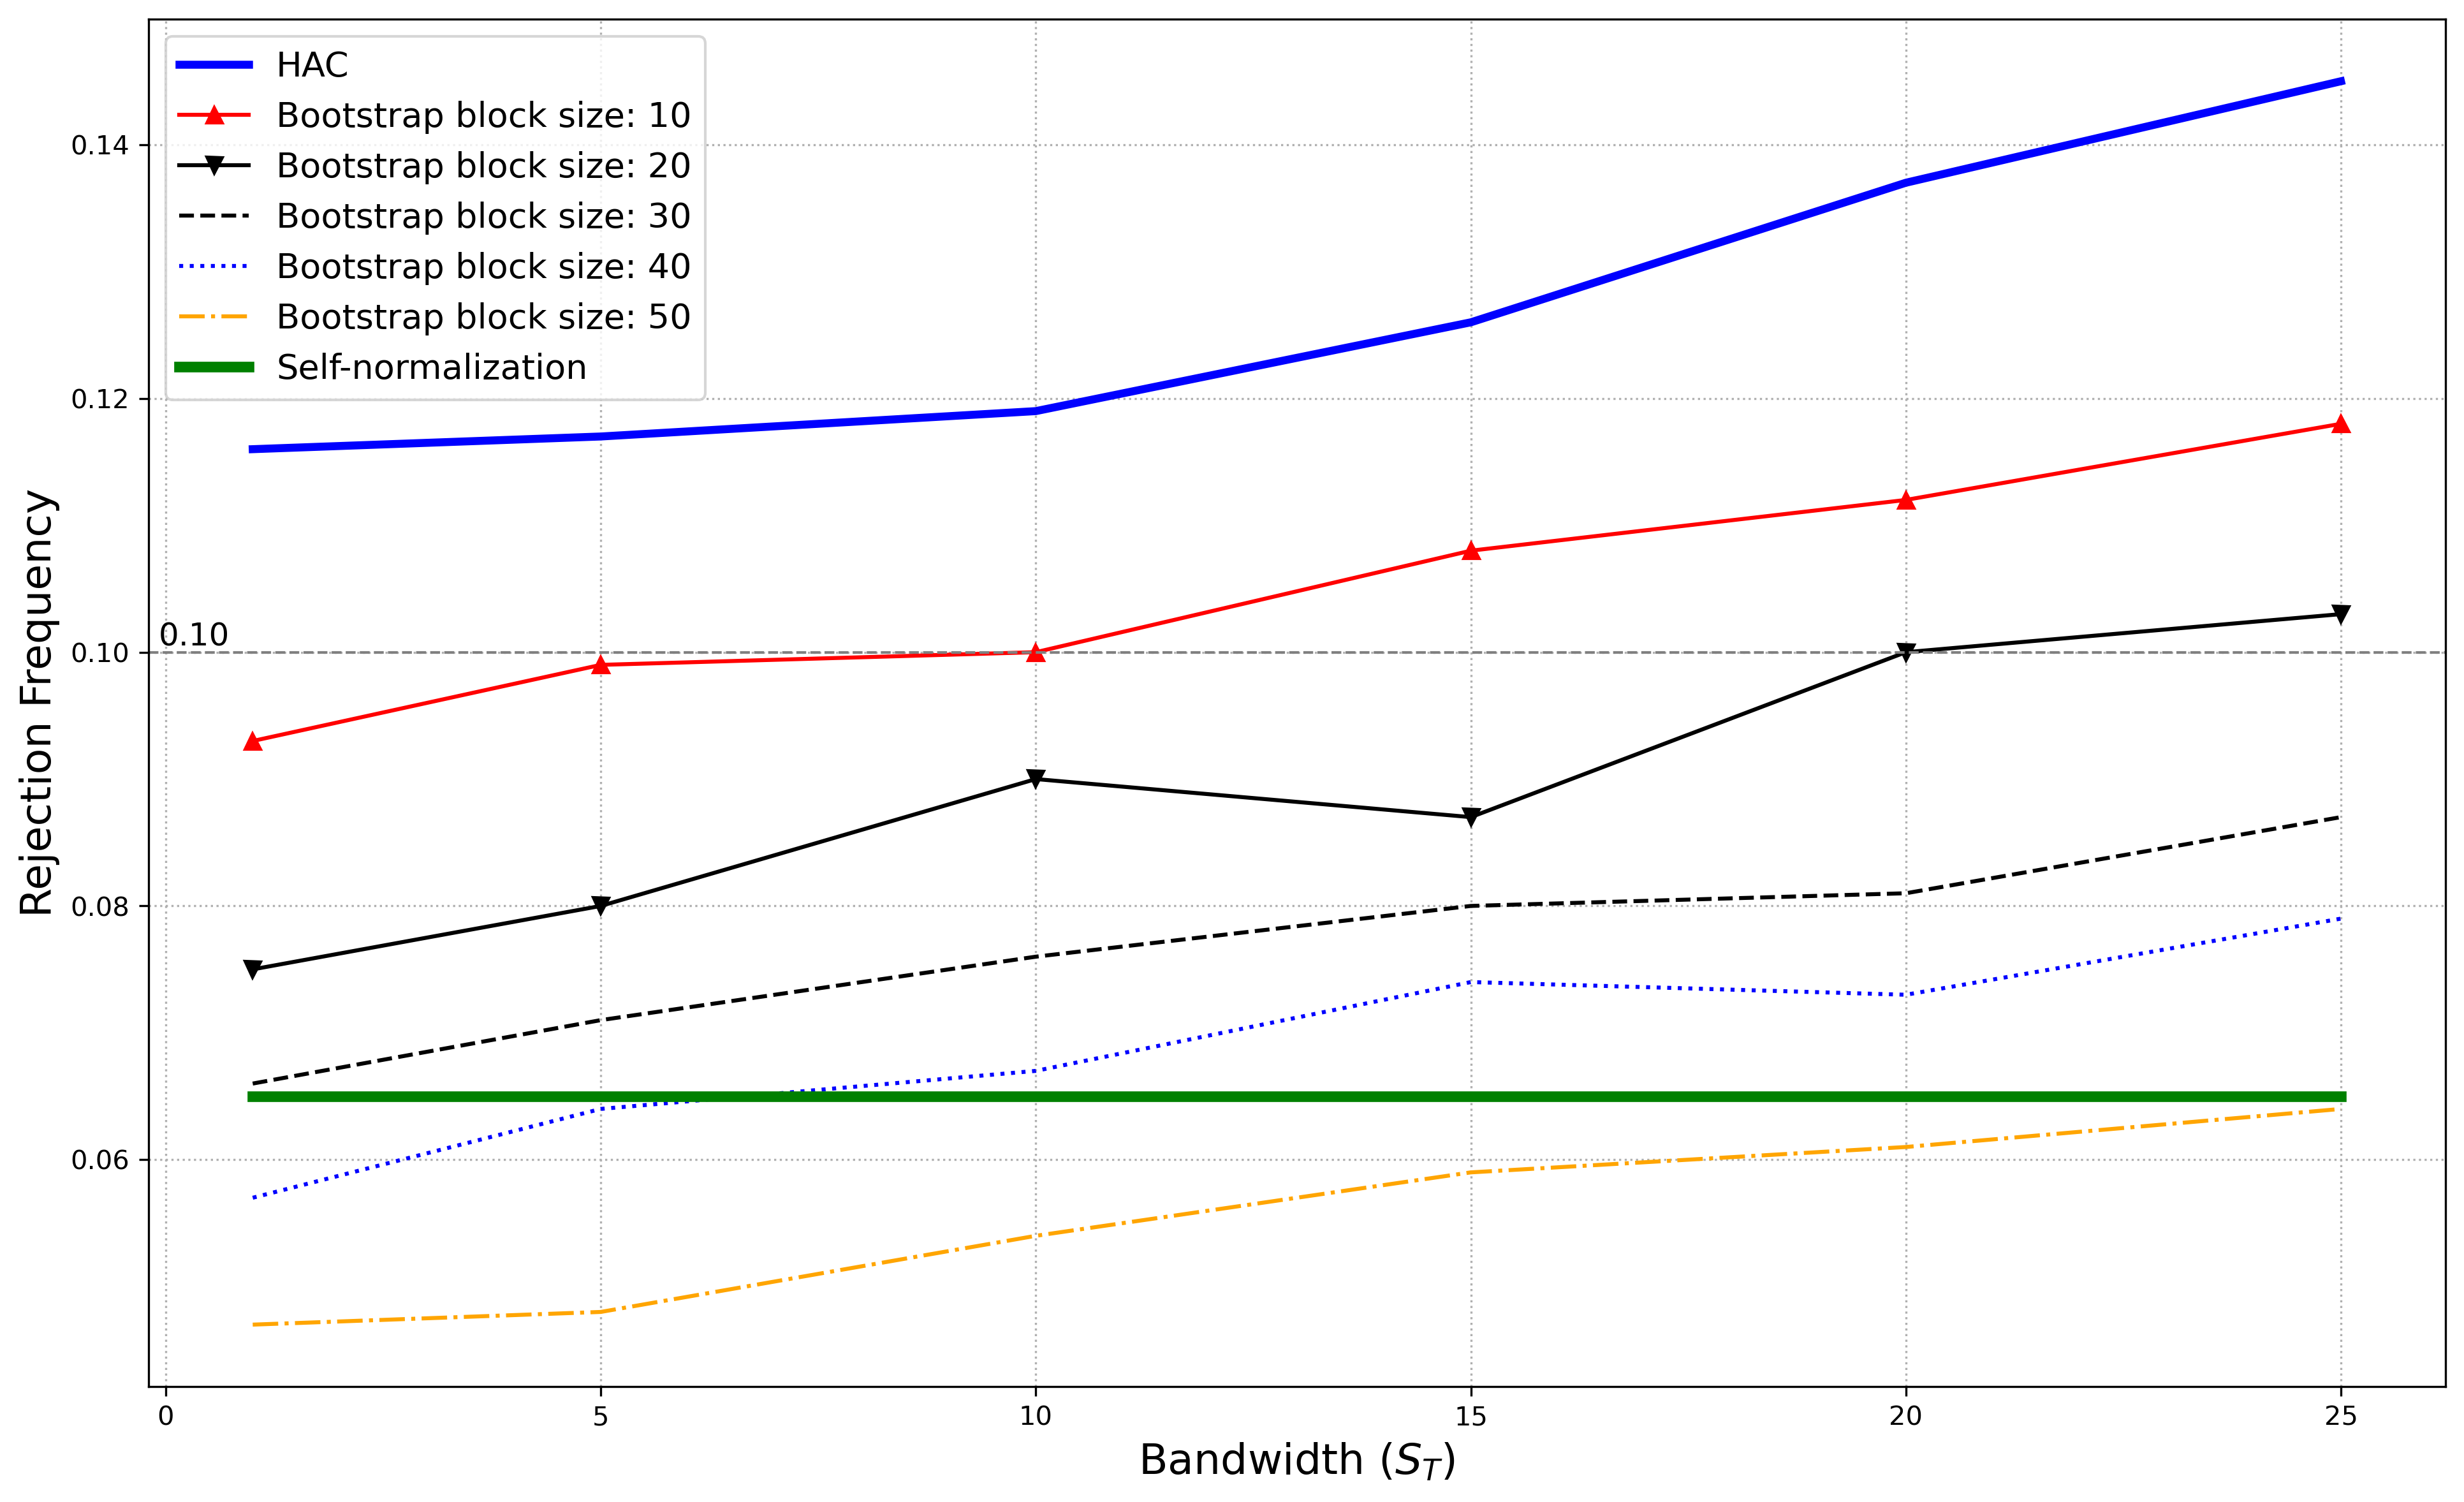 HAC
Bootstrap block size: 10
Bootstrap block size: 20
Bootstrap block size: 30
Bootstrap block size: 40
Bootstrap block size: 50
Self-normalization
0.14
0.12
0.10
0.10
0.08
0.06
Rejection Frequency
0 5 10 15 20 25
Bandwidth (S_T)